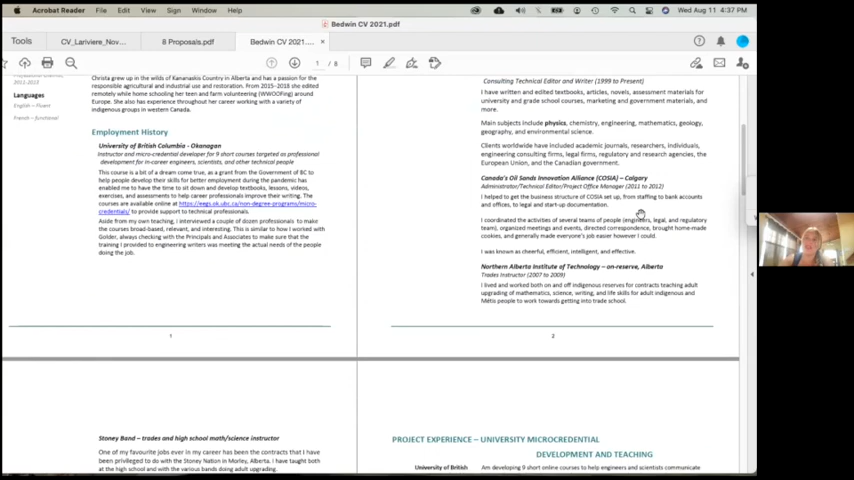 Acrobat Reader File Edit View Sign Window Help
Wed Aug 11 4:37 PM
Bedwin CV 2021.pdf
Tools
CV_Lariviere_Nov...
8 Proposals.pdf
Bedwin CV 2021....
1 / 8
2012-2013
Languages
English – Fluent
French – functional
Christa grew up in the wilds of Kananaskis Country in Alberta and has a passion for the
responsible agricultural and industrial use and restoration. From 2015–2018 she edited
remotely while home schooling her teen and farm volunteering (WWOOFing) around
Europe. She also has experience throughout her career working with a variety of
indigenous groups in western Canada.
Employment History
University of British Columbia - Okanagan
Instructor and micro-credential developer for 9 short courses targeted as professional
development for in-career engineers, scientists, and other technical people
This course is a bit of a dream come true, as a grant from the Government of BC to
help people develop their skills for better employment during the pandemic has
enabled me to have the time to sit down and develop textbooks, lessons, videos,
exercises, and assessments to help career professionals improve their writing. The
courses are available online at https://eegs.ok.ubc.ca/non-degree-programs/micro-
credentials/ to provide support to technical professionals.
Aside from my own teaching, I interviewed a couple of dozen professionals to make
the courses broad-based, relevant, and interesting. This is similar to how I worked with
Golder, always checking with the Principals and Associates to make sure that the
training I provided to engineering writers was meeting the actual needs of the people
doing the job.
1
Consulting Technical Editor and Writer (1999 to Present)
I have written and edited textbooks, articles, novels, assessment materials for
university and grade school courses, marketing and government materials, and
more.
Main subjects include physics, chemistry, engineering, mathematics, geology,
geography, and environmental science.
Clients worldwide have included academic journals, researchers, individuals,
engineering consulting firms, legal firms, regulatory and research agencies, the
European Union, and the Canadian government.
Canada's Oil Sands Innovation Alliance (COSIA) – Calgary
Administrator/Technical Editor/Project Office Manager (2011 to 2012)
I helped to get the business structure of COSIA set up, from staffing to bank accounts
and offices, to legal and start-up documentation.
I coordinated the activities of several teams of people (engineers, legal, and regulatory
team), organized meetings and events, directed correspondence, brought home-made
cookies, and generally made everyone's job easier however I could.
I was known as cheerful, efficient, intelligent, and effective.
Northern Alberta Institute of Technology – on-reserve, Alberta
Trades Instructor (2007 to 2009)
I lived and worked both on and off indigenous reserves for contracts teaching adult
upgrading of mathematics, science, writing, and life skills for adult indigenous and
Métis people to work towards getting into trade school.
2
Stoney Band – trades and high school math/science instructor
One of my favourite jobs ever in my career has been the contracts that I have
been privileged to do with the Stoney Nation in Morley, Alberta. I have taught both
at the high school and with the various bands doing adult upgrading.
PROJECT EXPERIENCE – UNIVERSITY MICROCREDENTIAL
DEVELOPMENT AND TEACHING
University of British
Am developing 9 short online courses to help engineers and scientists communicate